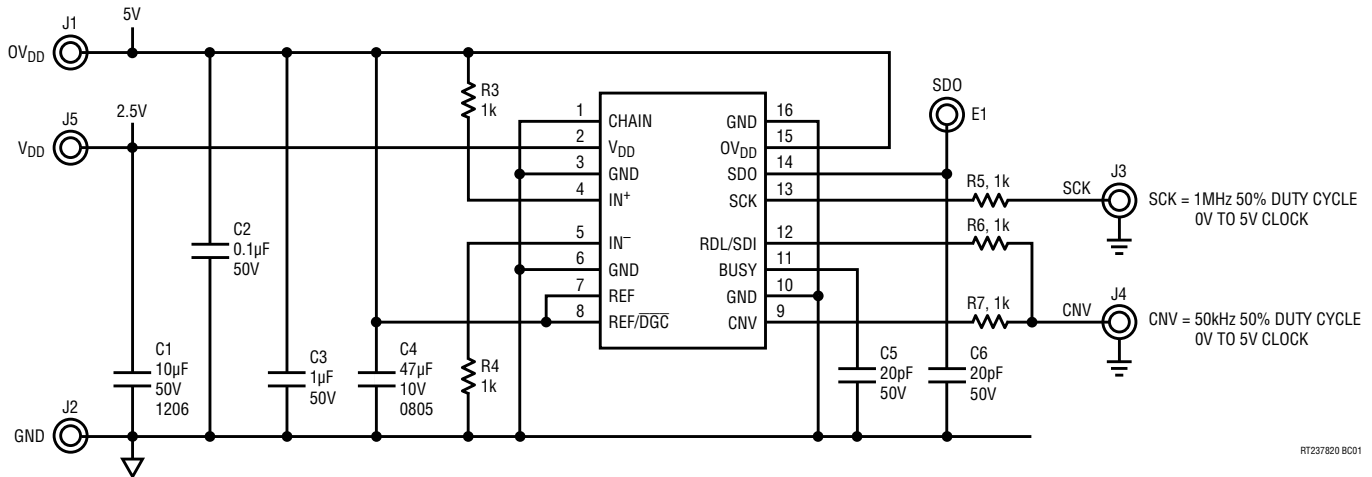 J1
5V
OV_DD
J5
2.5V
V_DD
C2
0.1µF
50V
C1
10µF
50V
1206
C3
1µF
50V
C4
47µF
10V
0805
J2
GND
R3
1k
R4
1k
1 CHAIN
2 V_DD
3 GND
4 IN+
5 IN−
6 GND
7 REF
8 REF/DGC
GND 16
OV_DD 15
SDO 14
SCK 13
RDL/SDI 12
BUSY 11
GND 10
CNV 9
SDO
E1
R5, 1k
SCK
J3
SCK = 1MHz 50% DUTY CYCLE
0V TO 5V CLOCK
R6, 1k
R7, 1k
CNV
J4
CNV = 50kHz 50% DUTY CYCLE
0V TO 5V CLOCK
C5
20pF
50V
C6
20pF
50V
RT237820 BC01